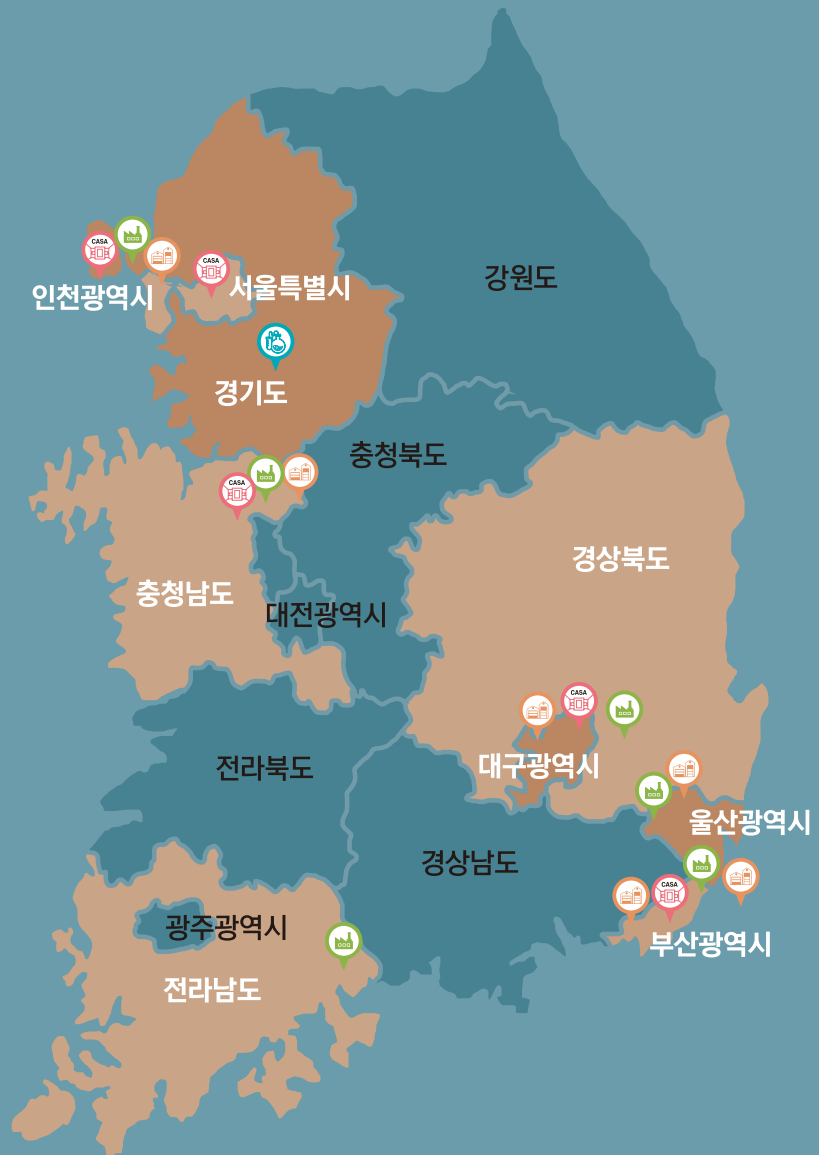 강원도
CASA
CASA
인천광역시
서울특별시
경기도
충청북도
CASA
경상북도
충청남도
대전광역시
CASA
대구광역시
전라북도
울산광역시
경상남도
CASA
광주광역시
부산광역시
전라남도